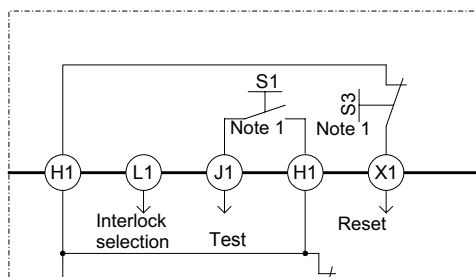 S1
S3
Note 1
Note 1
H1
L1
J1
H1
X1
Interlock
selection
Test
Reset